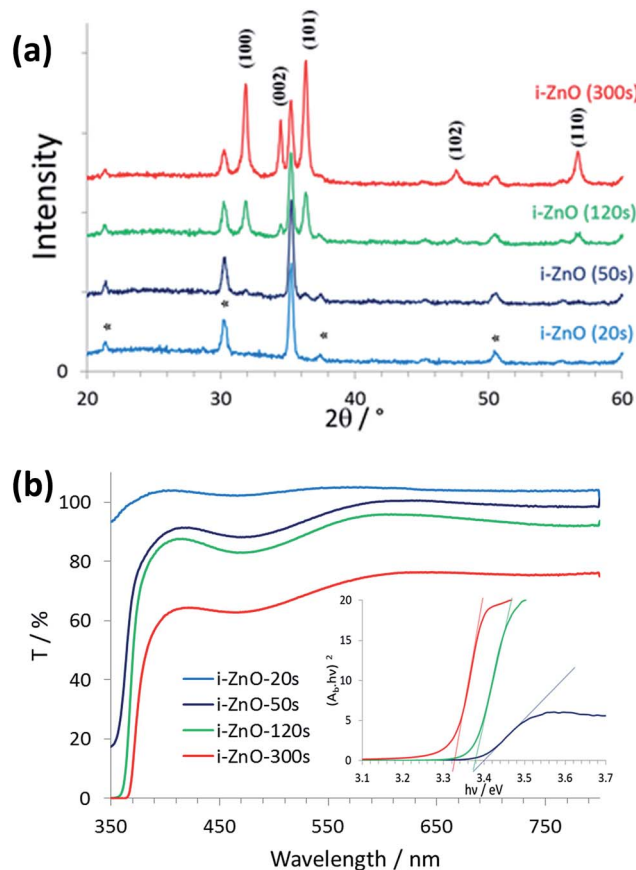 (a)
(100)
(002)
(101)
(102)
(110)
i-ZnO (300s)
i-ZnO (120s)
i-ZnO (50s)
i-ZnO (20s)
* * * *
Intensity
0
20 30 40 50 60
2θ / °
(b)
100
80
60
40
20
0
T / %
i-ZnO-20s
i-ZnO-50s
i-ZnO-120s
i-ZnO-300s
20
15
10
5
0
(Ab.hν) ²
3.1 3.2 3.3 3.4 3.5 3.6 3.7
hν / eV
350 450 550 650 750
Wavelength / nm